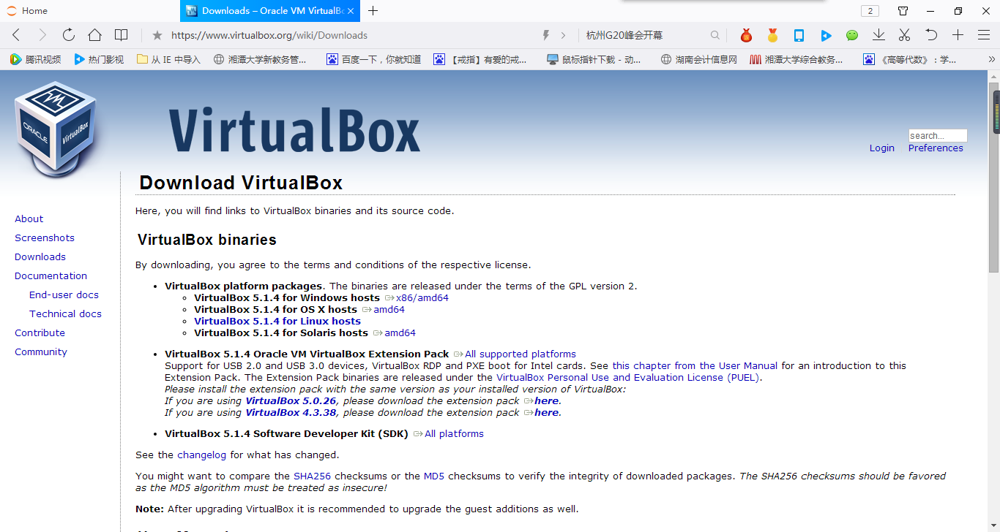 Home
Downloads – Oracle VM VirtualBo
2
https://www.virtualbox.org/wiki/Downloads
杭州G20峰会开幕
腾讯视频 热门影视 从 IE 中导入 湘潭大学新教务管... 百度一下，你就知道 【戒指】有爱的戒... 鼠标指针下载 - 动... 湖南会计信息网 湘潭大学综合教务... 《高等代数》：学...
ORACLE
VirtualBox
VirtualBox
search...
Login Preferences
About
Screenshots
Downloads
Documentation
End-user docs
Technical docs
Contribute
Community
Download VirtualBox
Here, you will find links to VirtualBox binaries and its source code.
VirtualBox binaries
By downloading, you agree to the terms and conditions of the respective license.
• VirtualBox platform packages. The binaries are released under the terms of the GPL version 2.
◦ VirtualBox 5.1.4 for Windows hosts x86/amd64
◦ VirtualBox 5.1.4 for OS X hosts amd64
◦ VirtualBox 5.1.4 for Linux hosts
◦ VirtualBox 5.1.4 for Solaris hosts amd64
• VirtualBox 5.1.4 Oracle VM VirtualBox Extension Pack All supported platforms
Support for USB 2.0 and USB 3.0 devices, VirtualBox RDP and PXE boot for Intel cards. See this chapter from the User Manual for an introduction to this
Extension Pack. The Extension Pack binaries are released under the VirtualBox Personal Use and Evaluation License (PUEL).
Please install the extension pack with the same version as your installed version of VirtualBox:
If you are using VirtualBox 5.0.26, please download the extension pack here.
If you are using VirtualBox 4.3.38, please download the extension pack here.
• VirtualBox 5.1.4 Software Developer Kit (SDK) All platforms
See the changelog for what has changed.
You might want to compare the SHA256 checksums or the MD5 checksums to verify the integrity of downloaded packages. The SHA256 checksums should be favored
as the MD5 algorithm must be treated as insecure!
Note: After upgrading VirtualBox it is recommended to upgrade the guest additions as well.